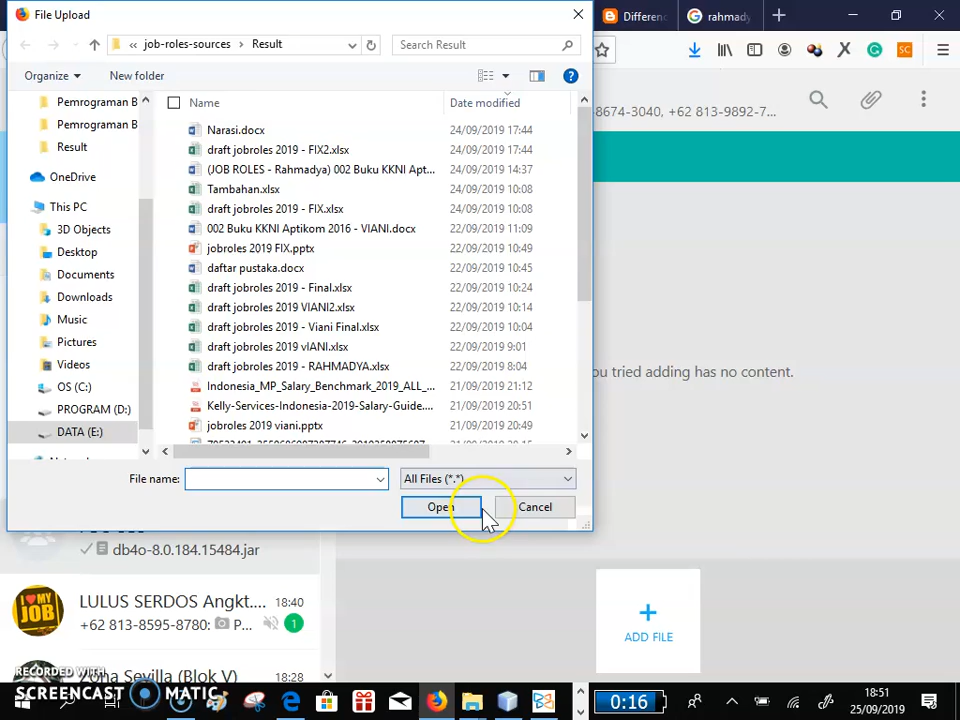 File Upload
Differenc
rahmady
« job-roles-sources > Result
Search Result
Organize
New folder
Name
Date modified
Pemrograman B
Pemrograman B
Result
OneDrive
This PC
3D Objects
Desktop
Documents
Downloads
Music
Pictures
Videos
OS (C:)
PROGRAM (D:)
DATA (E:)
Narasi.docx 24/09/2019 17:44
draft jobroles 2019 - FIX2.xlsx 24/09/2019 17:44
(JOB ROLES - Rahmadya) 002 Buku KKNI Apt... 24/09/2019 14:37
Tambahan.xlsx 24/09/2019 10:08
draft jobroles 2019 - FIX.xlsx 24/09/2019 10:08
002 Buku KKNI Aptikom 2016 - VIANI.docx 22/09/2019 11:09
jobroles 2019 FIX.pptx 22/09/2019 10:49
daftar pustaka.docx 22/09/2019 10:45
draft jobroles 2019 - Final.xlsx 22/09/2019 10:24
draft jobroles 2019 VIANI2.xlsx 22/09/2019 10:14
draft jobroles 2019 - Viani Final.xlsx 22/09/2019 10:04
draft jobroles 2019 vIANI.xlsx 22/09/2019 9:01
draft jobroles 2019 - RAHMADYA.xlsx 22/09/2019 8:04
Indonesia_MP_Salary_Benchmark_2019_ALL_... 21/09/2019 21:12
Kelly-Services-Indonesia-2019-Salary-Guide.... 21/09/2019 20:51
jobroles 2019 viani.pptx 21/09/2019 20:49
File name:
All Files (*.*)
Open
Cancel
SC
8674-3040, +62 813-9892-7...
ou tried adding has no content.
ADD FILE
db4o-8.0.184.15484.jar
LULUS SERDOS Angkt.... 18:40
+62 813-8595-8780: P... 1
I ♥ MY JOB
Zona Sevilla (Blok V) 18:28
RECORDED WITH
SCREENCAST MATIC
0:16
18:51
25/09/2019